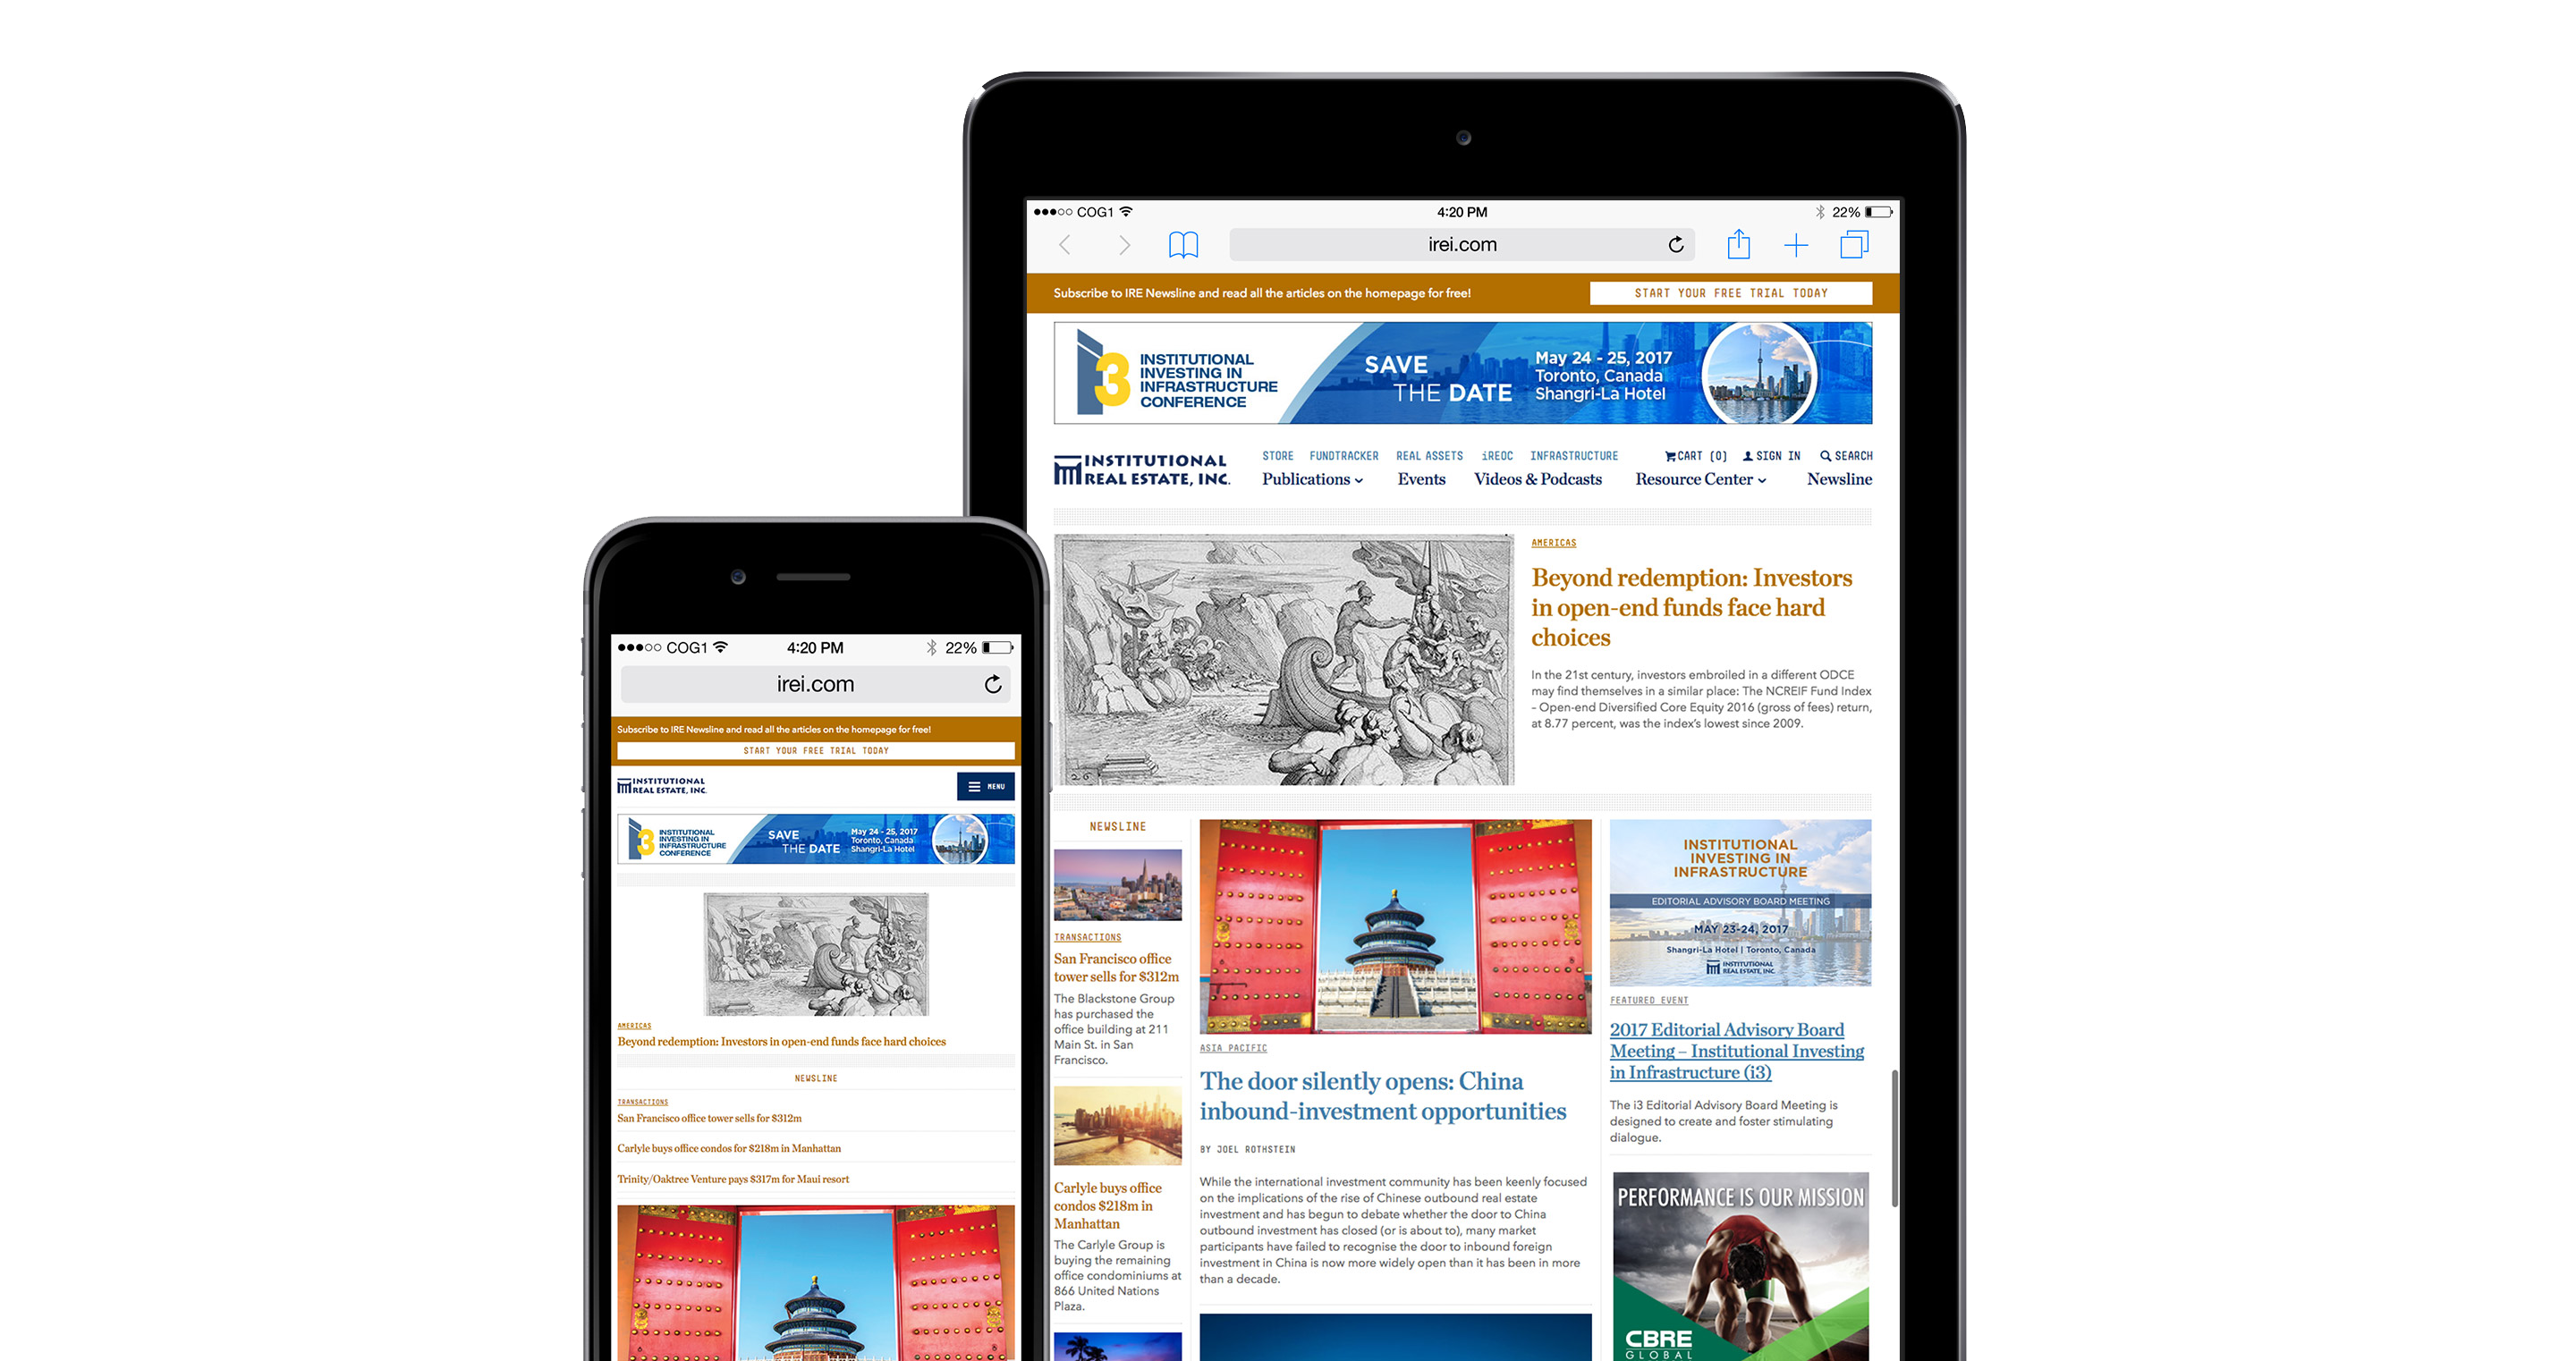 COG1
4:20 PM
22%
irei.com
Subscribe to IRE Newsline and read all the articles on the homepage for free!
START YOUR FREE TRIAL TODAY
3
INSTITUTIONAL
INVESTING IN
INFRASTRUCTURE
CONFERENCE
SAVE
THE DATE
May 24 - 25, 2017
Toronto, Canada
Shangri-La Hotel
INSTITUTIONAL
REAL ESTATE, INC.
STORE FUNDTRACKER REAL ASSETS iREOC INFRASTRUCTURE
CART (0) SIGN IN SEARCH
Publications Events Videos & Podcasts Resource Center Newsline
AMERICAS
Beyond redemption: Investors
in open-end funds face hard
choices
In the 21st century, investors embroiled in a different ODCE
may find themselves in a similar place: The NCREIF Fund Index
– Open-end Diversified Core Equity 2016 (gross of fees) return,
at 8.77 percent, was the index's lowest since 2009.
NEWSLINE
TRANSACTIONS
San Francisco office
tower sells for $312m
The Blackstone Group
has purchased the
office building at 211
Main St. in San
Francisco.
Carlyle buys office
condos $218m in
Manhattan
The Carlyle Group is
buying the remaining
office condominiums at
866 United Nations
Plaza.
ASIA PACIFIC
The door silently opens: China
inbound-investment opportunities
BY JOEL ROTHSTEIN
While the international investment community has been keenly focused
on the implications of the rise of Chinese outbound real estate
investment and has begun to debate whether the door to China
outbound investment has closed (or is about to), many market
participants have failed to recognise the door to inbound foreign
investment in China is now more widely open than it has been in more
than a decade.
INSTITUTIONAL
INVESTING IN
INFRASTRUCTURE
EDITORIAL ADVISORY BOARD MEETING
MAY 23-24, 2017
Shangri-La Hotel | Toronto, Canada
INSTITUTIONAL
REAL ESTATE, INC.
FEATURED EVENT
2017 Editorial Advisory Board
Meeting – Institutional Investing
in Infrastructure (i3)
The i3 Editorial Advisory Board Meeting is
designed to create and foster stimulating
dialogue.
PERFORMANCE IS OUR MISSION
CBRE
GLOBAL
COG1
4:20 PM
22%
irei.com
Subscribe to IRE Newsline and read all the articles on the homepage for free!
START YOUR FREE TRIAL TODAY
INSTITUTIONAL
REAL ESTATE, INC.
MENU
3
INSTITUTIONAL
INVESTING IN
INFRASTRUCTURE
CONFERENCE
SAVE
THE DATE
May 24 - 25, 2017
Toronto, Canada
Shangri-La Hotel
AMERICAS
Beyond redemption: Investors in open-end funds face hard choices
NEWSLINE
TRANSACTIONS
San Francisco office tower sells for $312m
Carlyle buys office condos for $218m in Manhattan
Trinity/Oaktree Venture pays $317m for Maui resort